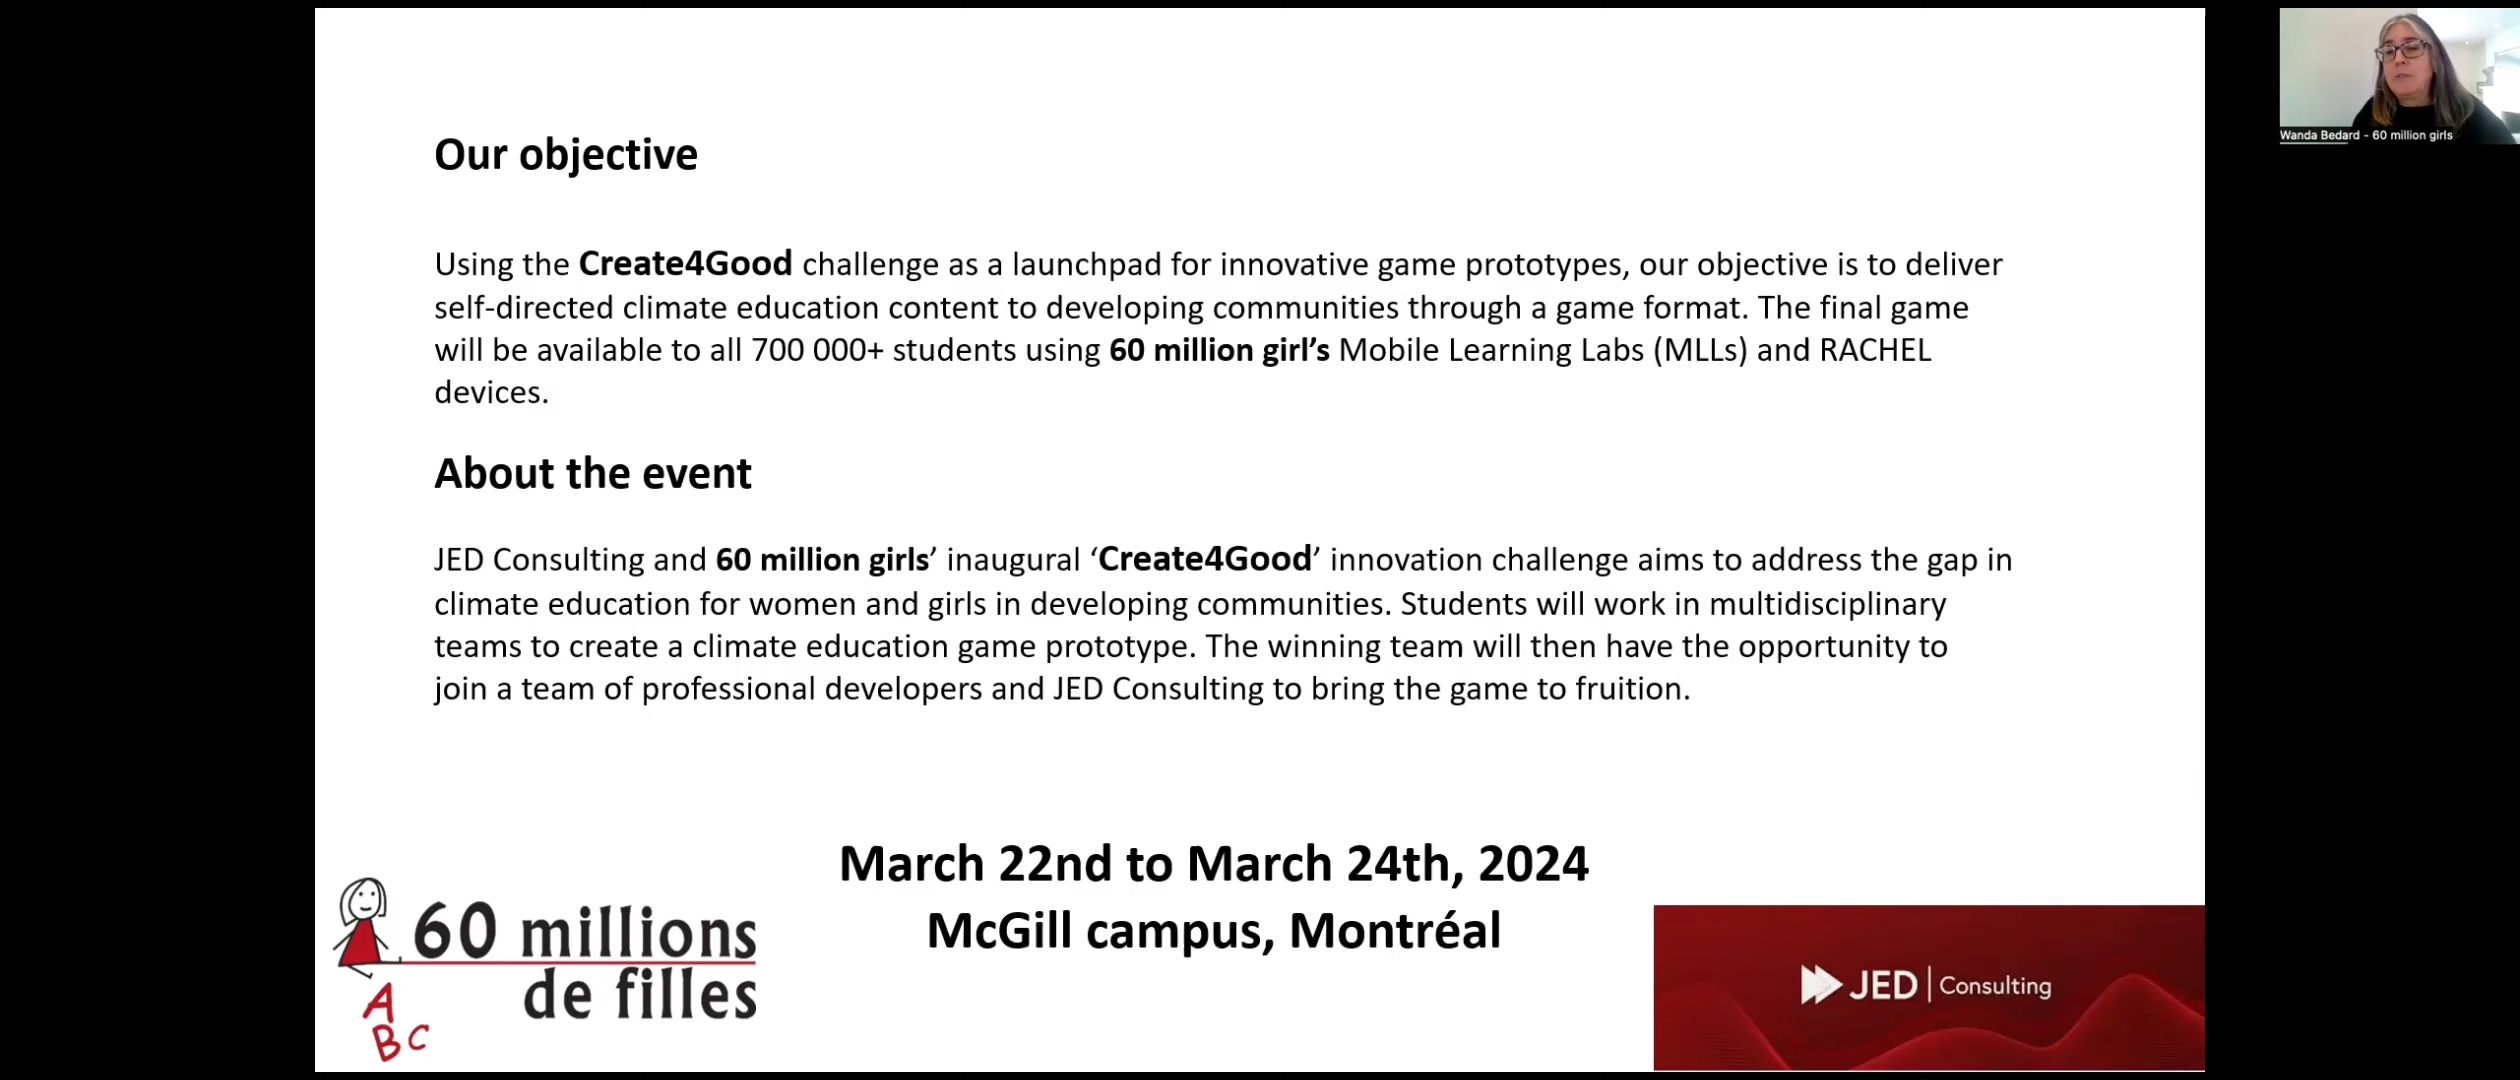 Our objective
Using the Create4Good challenge as a launchpad for innovative game prototypes, our objective is to deliver
self-directed climate education content to developing communities through a game format. The final game
will be available to all 700 000+ students using 60 million girl’s Mobile Learning Labs (MLLs) and RACHEL
devices.
About the event
JED Consulting and 60 million girls’ inaugural ‘Create4Good’ innovation challenge aims to address the gap in
climate education for women and girls in developing communities. Students will work in multidisciplinary
teams to create a climate education game prototype. The winning team will then have the opportunity to
join a team of professional developers and JED Consulting to bring the game to fruition.
March 22nd to March 24th, 2024
McGill campus, Montréal
60 millions
de filles
A
B C
JED | Consulting
Wanda Bedard - 60 million girls